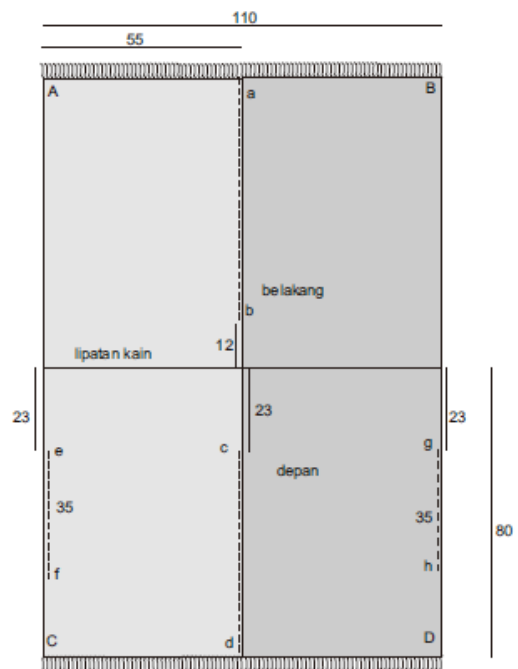 110
55
A a B
belakang
b
lipatan kain 12
23 23 23
e c g
depan
35 35
80
f h
C d D